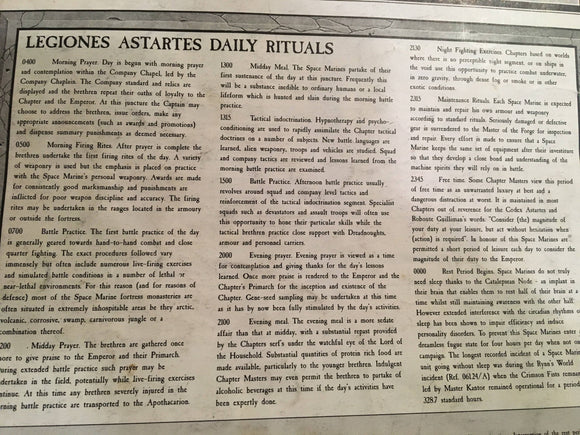 LEGIONES ASTARTES DAILY RITUALS
0400 Morning Prayer. Day is began with morning prayer
and contemplation within the Company Chapel, led by the
Company Chaplain. The Company standard and relics are
displayed and the brethren repeat their oaths of loyalty to the
Chapter and the Emperor. At this juncture the Captain may
choose to address the brethren, issue orders, make any
appropriate announcements (such as awards and promotions)
and dispense summary punishments as deemed necessary.
0500 Morning Firing Rites. After prayer is complete the
brethren undertake the first firing rites of the day. A variety
of weaponry is used but the emphasis is placed on practice
with the Space Marine's personal weaponry. Awards are made
for consistently good marksmanship and punishments are
inflicted for poor weapon discipline and accuracy. The firing
rites may be undertaken in the ranges located in the armoury
or outside the fortress.
0700 Battle Practice. The first battle practice of the day
is generally geared towards hand-to-hand combat and close
quarter fighting. The exact procedures followed vary
immensely but often include numerous live-firing exercises
and simulated battle conditions in a number of lethal or
near-lethal environments. For this reason (and for reasons of
defence) most of the Space Marine fortress monasteries are
often situated in extremely inhospitable areas be they arctic,
volcanic, corrosive, swamp, carnivorous jungle or a
combination thereof.
1200 Midday Prayer. The brethren are gathered once
more to give praise to the Emperor and their Primarch.
During extended battle practice such prayer may be
undertaken in the field, potentially while live-firing exercises
continue. At this time any brethren severely injured in the
morning battle practice are transported to the Apothacarion.
1300 Midday Meal. The Space Marines partake of their
first sustenance of the day at this juncture. Frequently this
will be a substance inedible to ordinary humans or a local
lifeform which is hunted and slain during the morning battle
practice.
1315 Tactical indoctrination. Hypnotherapy and psycho-
conditioning are used to rapidly assimilate the Chapter tactical
doctrines on a number of subjects. New battle languages are
learned, alien weaponry, troops and vehicles are studied. Squad
and company tactics are reviewed and lessons learned from the
morning battle practice are examined.
1500 Battle Practice. Afternoon battle practice usually
revolves around squad and company level tactics and
reinforcement of the tactical indoctrination segment. Specialist
squads such as devastators and assault troops will often use
this opportunity to hone their particular skills while the
tactical brethren practice close support with Dreadnoughts,
armour and personnel carriers.
2000 Evening prayer. Evening prayer is viewed as a time
for contemplation and giving thanks for the day's lessons
learned. Once more praise is rendered to the Emperor and
Chapter's Primarch for the inception and existence of the
Chapter. Gene-seed sampling may be undertaken at this time
as it has by now been fully stimulated by the day's activities.
2100 Evening meal. The evening meal is a more sedate
affair than that at midday, with a substantial repast provided
by the Chapters serf's under the watchful eye of the Lord of
the Household. Substantial quantities of protein rich food are
made available, particularly to the younger brethren. Indulgent
Chapter Masters may even permit the brethren to partake of
alcoholic beverages at this time if the day's activities have
been expertly done.
2130 Night Fighting Exercises. Chapters based on worlds
where there is no perceptible night segment, or on ships in
the void use this opportunity to practice combat underwater,
in zero gravity, through dense fog or smoke or in other
exotic conditions.
2315 Maintenance Rituals. Each Space Marine is expected
to maintain and repair his own armour and weaponry
according to standard rituals. Seriously damaged or defective
gear is surrendered to the Master of the Forge for inspection
and repair. Every effort is made to ensure that a Space
Marine keeps the same set of equipment after their investiture
so that they develop a close bond and understanding of the
machine spirits they will rely on in battle.
2345 Free time. Some Chapter Masters view this period
of free time as an unwarranted luxury at best and a
dangerous distraction at worst. It is maintained in most
Chapters out of reverence for the Codex Astartes and
Roboute Guilliman's words: "Consider (the) magnitude of
your duty at your leisure, but act without hesitation when
(action) is required". In honour of this Space Marines are
permitted a short period of leisure each day to consider the
magnitude of their duty to the Emperor.
0000 Rest Period Begins. Space Marines do not truly
need sleep thanks to the Catalepsean Node - an implant in
their brain that enables them to rest half of their brain at a
time whilst still maintaining awareness with the other half.
However extended interference with the circadian rhythms of
sleep has been shown to impair efficiency and induce
personality disorders. To prevent this Space Marines enter
dreamless fugue state for four hours per day when not on
campaign. The longest recorded incident of a Space Marine
unit going without sleep was during the Rynn's World
incident (Ref. 061.24/A) when the Crimson Fists remnants
led by Master Kantor remained operational for a period
328.7 standard hours.